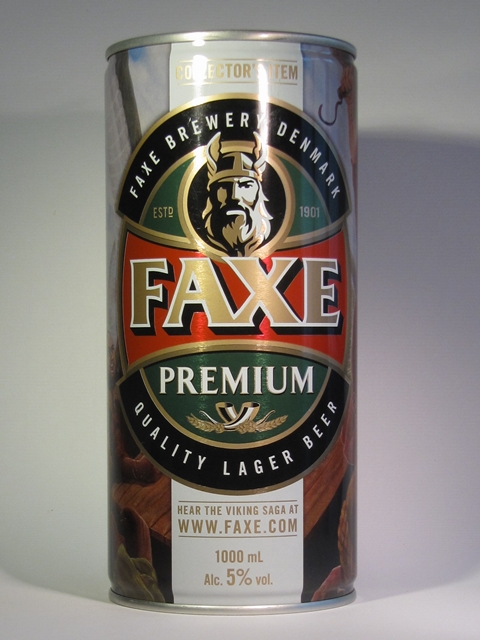 COLLECTOR'S ITEM
FAXE BREWERY DENMARK
ESTD 1901
FAXE
PREMIUM
QUALITY LAGER BEER
HEAR THE VIKING SAGA AT
WWW.FAXE.COM
1000 mL
Alc. 5% vol.